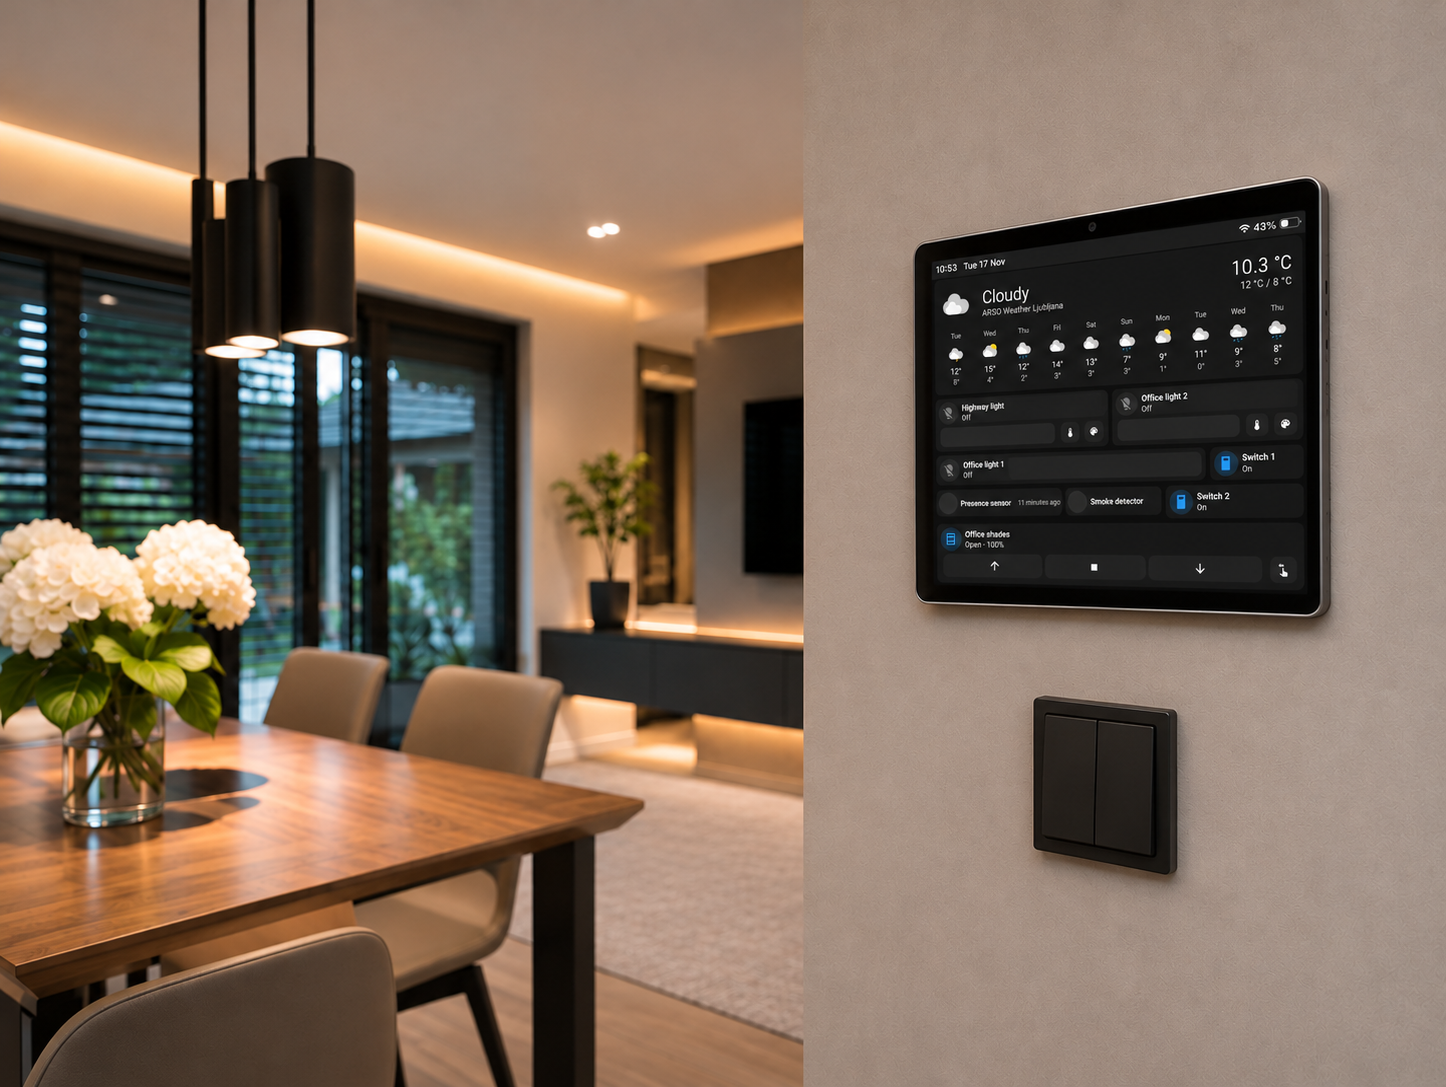 10:53 Tue 17 Nov
43%
Cloudy
ARSO Weather Ljubljana
10.3 °C
12 °C / 8 °C
Tue Wed Thu Fri Sat Sun Mon Tue Wed Thu
12° 15° 12° 14° 13° 7° 9° 11° 9° 8°
8° 4° 2° 3° 3° 3° 1° 0° 3° 5°
Highway light
Off
Office light 2
Off
Office light 1
Off
Switch 1
On
Presence sensor 11 minutes ago
Smoke detector
Switch 2
On
Office shades
Open · 100%